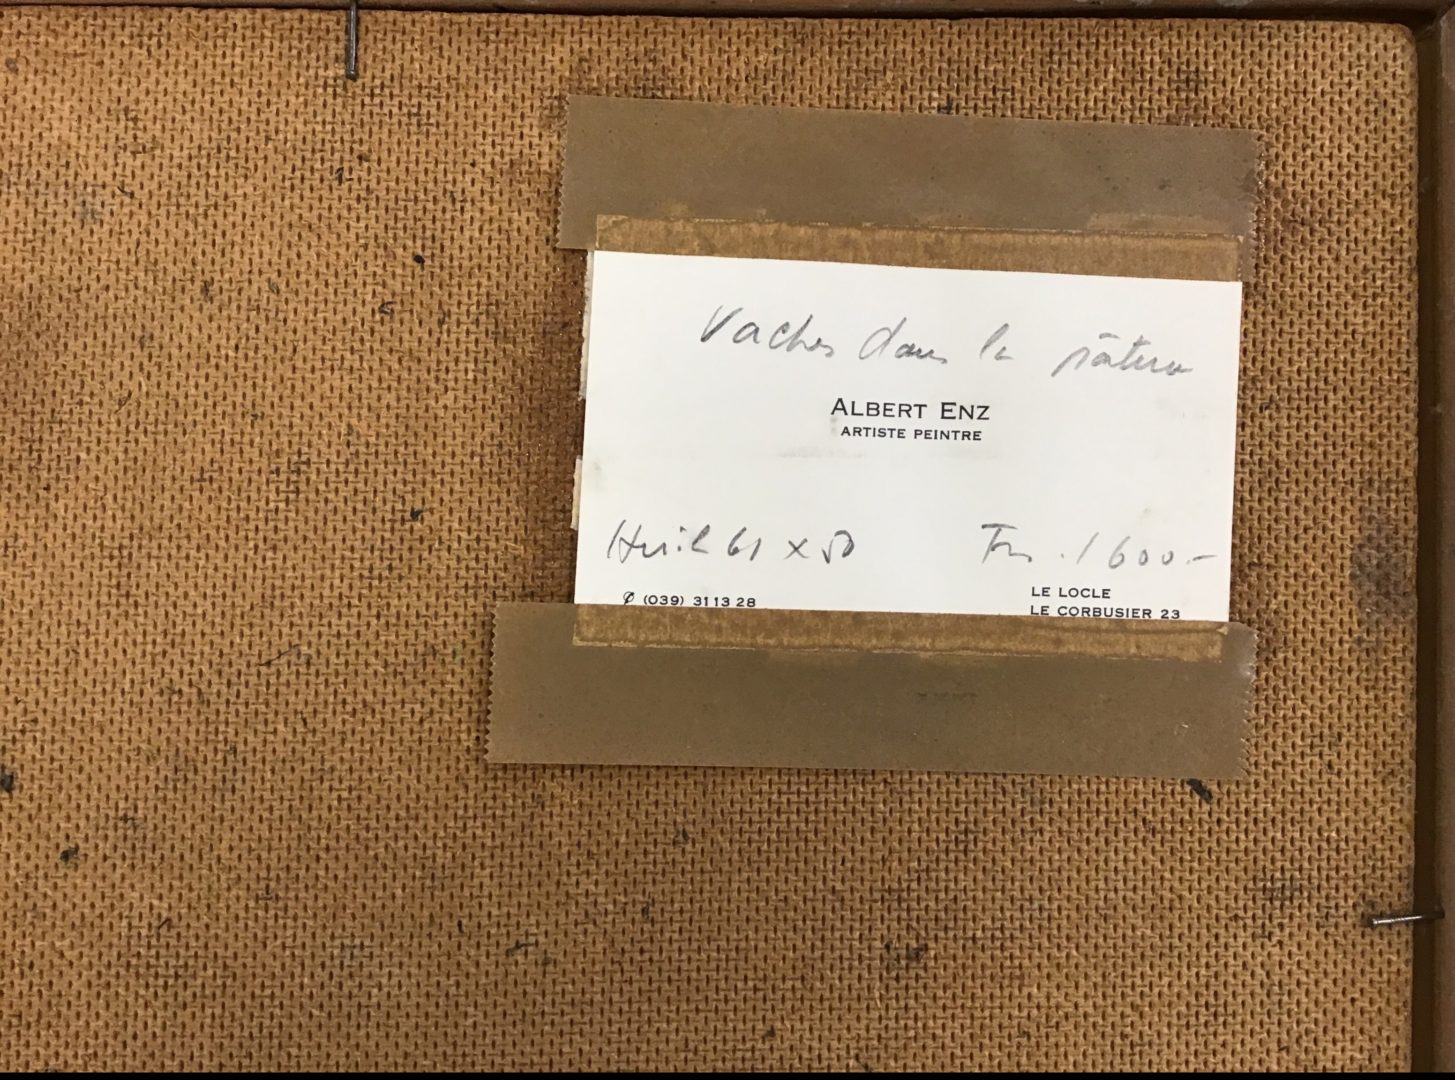 Vaches dans la pâture
ALBERT ENZ
ARTISTE PEINTRE
Huile 61 x 50
Frs. 1600.-
✆ (039) 31 13 28
LE LOCLE
LE CORBUSIER 23